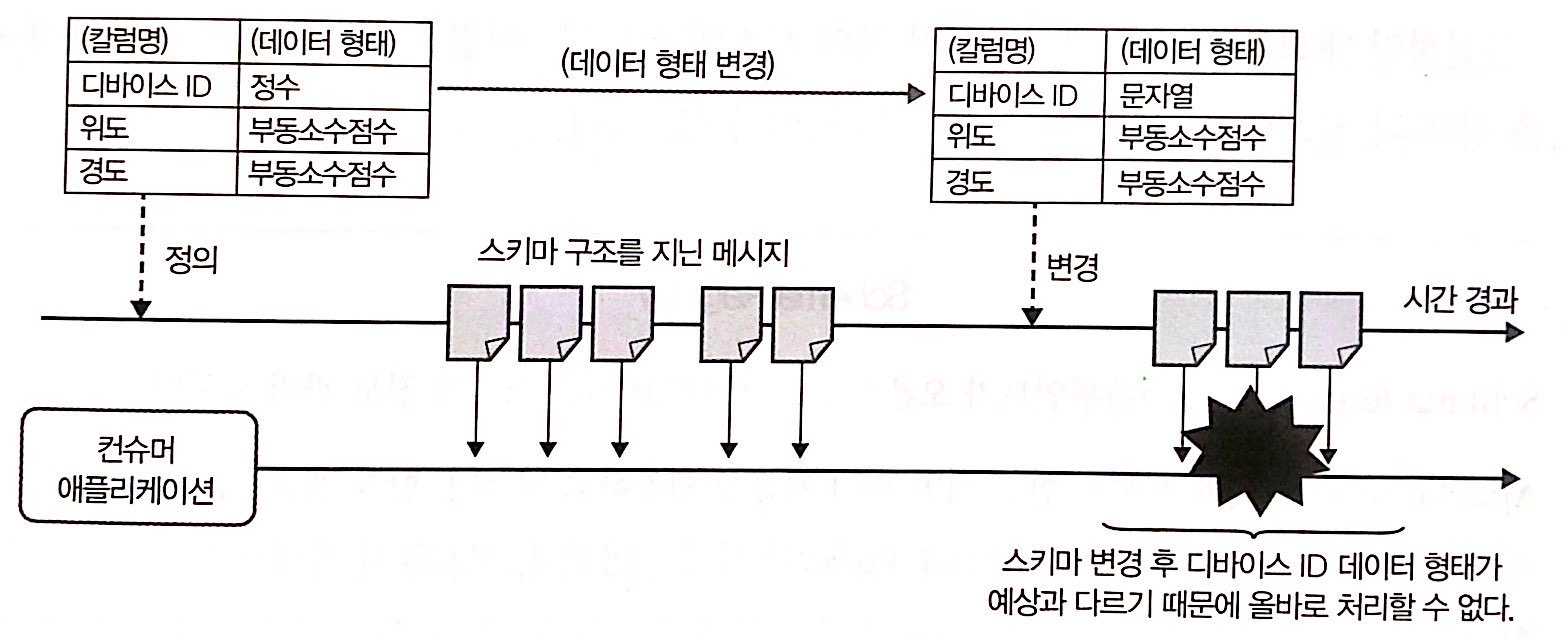 (칼럼명) (데이터 형태)
디바이스 ID 정수
위도 부동소수점수
경도 부동소수점수
(데이터 형태 변경)
(칼럼명) (데이터 형태)
디바이스 ID 문자열
위도 부동소수점수
경도 부동소수점수
정의
스키마 구조를 지닌 메시지
변경
시간 경과
컨슈머
애플리케이션
스키마 변경 후 디바이스 ID 데이터 형태가
예상과 다르기 때문에 올바로 처리할 수 없다.